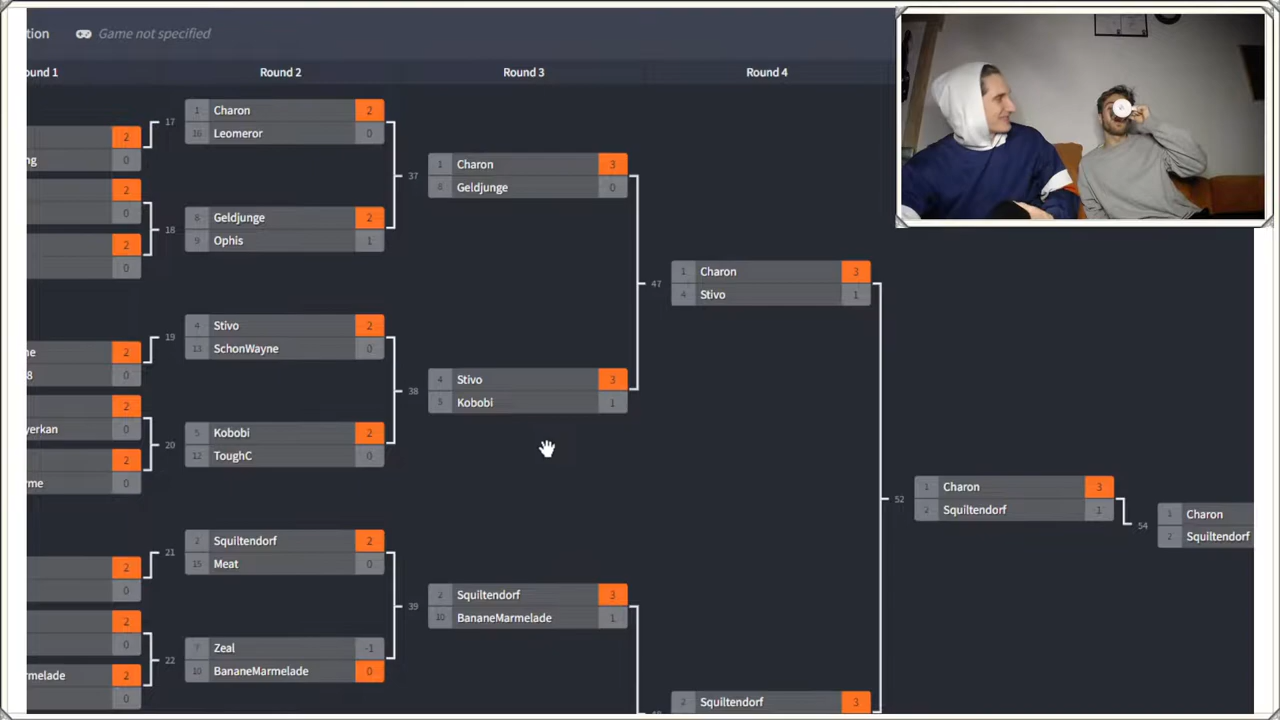 tion Game not specified
ound 1 Round 2 Round 3 Round 4
2
ng 0
2
0
2
0
17
18
1 Charon 2
16 Leomeror 0
8 Geldjunge 2
9 Ophis 1
37
1 Charon 3
8 Geldjunge 0
47
1 Charon 3
4 Stivo 1
ne 2
8 0
2
yerkan 0
2
me 0
19
20
4 Stivo 2
13 SchonWayne 0
5 Kobobi 2
12 ToughC 0
38
4 Stivo 3
5 Kobobi 1
52
1 Charon 3
2 Squiltendorf 1
54
1 Charon
2 Squiltendorf
2
0
2
0
rmelade 2
0
21
22
2 Squiltendorf 2
15 Meat 0
7 Zeal -1
10 BananeMarmelade 0
39
2 Squiltendorf 3
10 BananeMarmelade 1
2 Squiltendorf 3